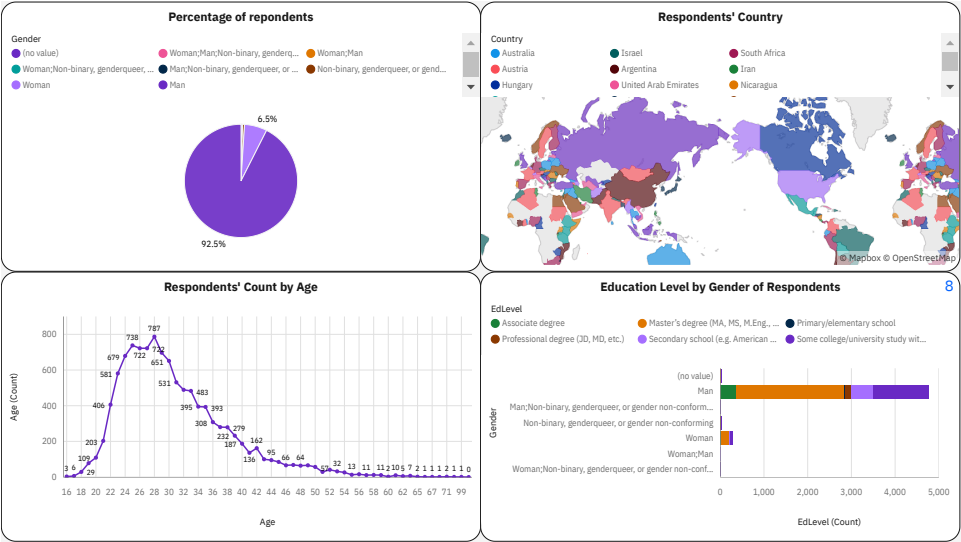 Percentage of repondents
Gender
(no value)
Woman;Man;Non-binary, genderq...
Woman;Man
Woman;Non-binary, genderqueer, ...
Man;Non-binary, genderqueer, or ...
Non-binary, genderqueer, or gend...
Woman
Man
6.5%
92.5%
Respondents' Country
Country
Australia
Israel
South Africa
Austria
Argentina
Iran
Hungary
United Arab Emirates
Nicaragua
© Mapbox © OpenStreetMap
Respondents' Count by Age
Age (Count)
800
600
400
200
0
3
6
29
109
203
406
581
679
738
722
787
722
651
531
395
483
308
393
232
187
279
136
162
95
66
64
57
32
13
11
11
2
10
5
7
2
1
1
1
2
1
1
0
16 18 20 22 24 26 28 30 32 34 36 38 40 42 44 46 48 50 52 54 56 58 60 62 65 67 71 99
Age
Education Level by Gender of Respondents
8
EdLevel
Associate degree
Master's degree (MA, MS, M.Eng., ...
Primary/elementary school
Professional degree (JD, MD, etc.)
Secondary school (e.g. American ...
Some college/university study wit...
Gender
(no value)
Man
Man;Non-binary, genderqueer, or gender non-conform...
Non-binary, genderqueer, or gender non-conforming
Woman
Woman;Man
Woman;Non-binary, genderqueer, or gender non-conf...
0 1,000 2,000 3,000 4,000 5,000
EdLevel (Count)